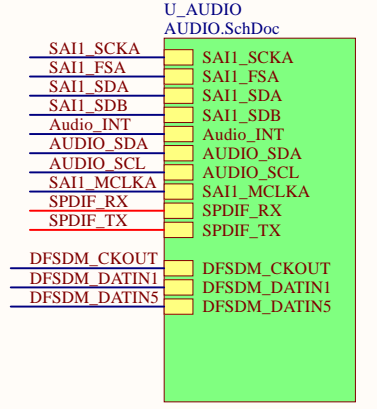 U_AUDIO
AUDIO.SchDoc
SAI1_SCKA SAI1_SCKA
SAI1_FSA SAI1_FSA
SAI1_SDA SAI1_SDA
SAI1_SDB SAI1_SDB
Audio_INT Audio_INT
AUDIO_SDA AUDIO_SDA
AUDIO_SCL AUDIO_SCL
SAI1_MCLKA SAI1_MCLKA
SPDIF_RX SPDIF_RX
SPDIF_TX SPDIF_TX
DFSDM_CKOUT DFSDM_CKOUT
DFSDM_DATIN1 DFSDM_DATIN1
DFSDM_DATIN5 DFSDM_DATIN5